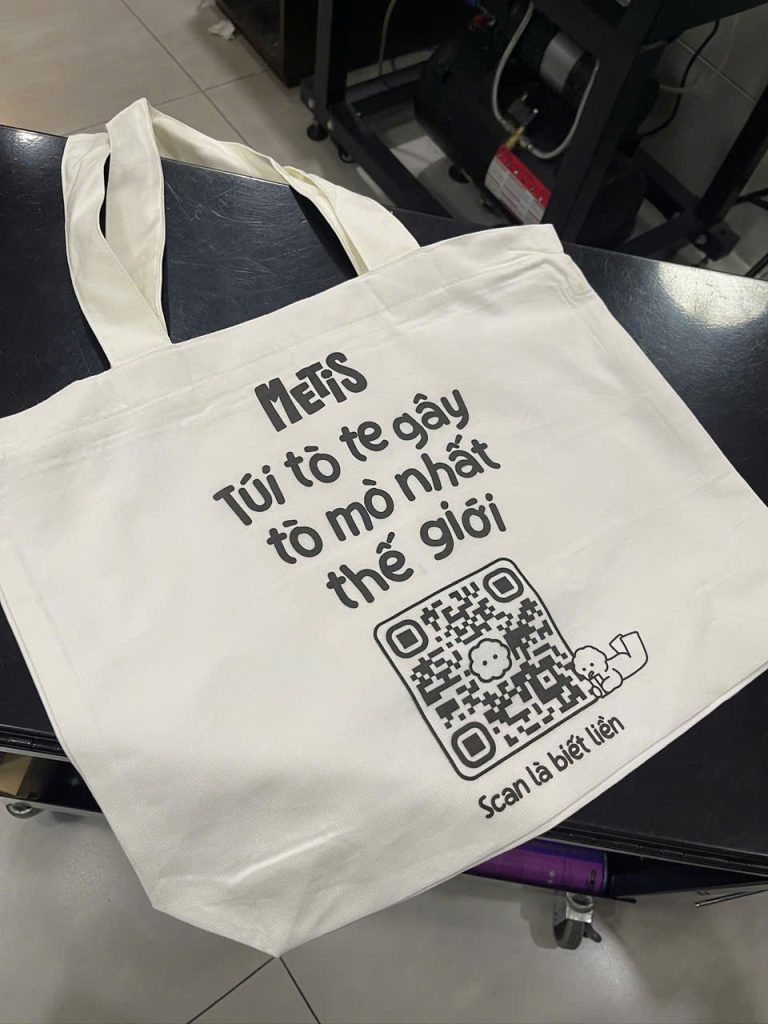 METIS
Túi tò te gây
tò mò nhất
thế giới
Scan là biết liền